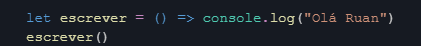 let escrever = () => console.log("Olá Ruan")
escrever()